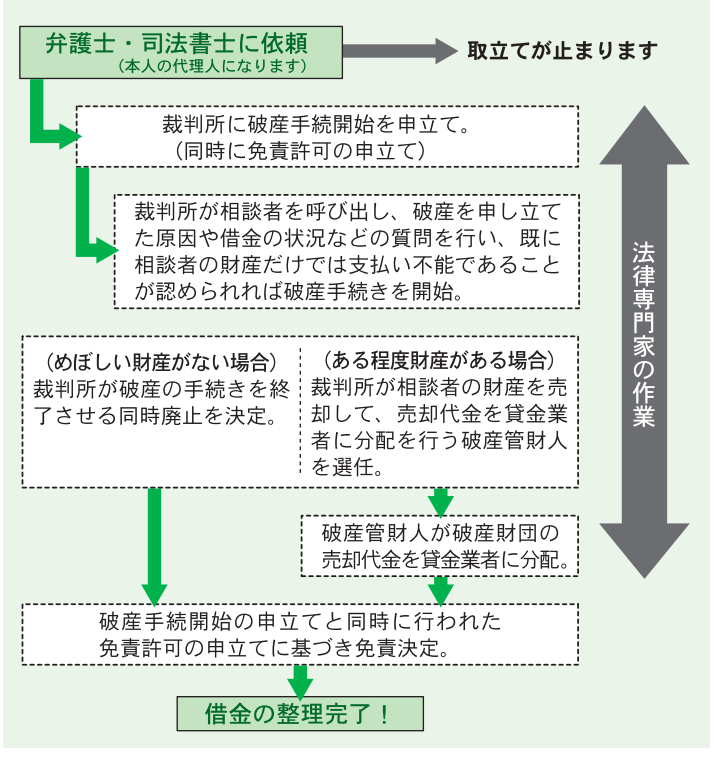 弁護士・司法書士に依頼
（本人の代理人になります）
取立てが止まります
裁判所に破産手続開始を申立て。
（同時に免責許可の申立て）
裁判所が相談者を呼び出し、破産を申し立て
た原因や借金の状況などの質問を行い、既に
相談者の財産だけでは支払い不能であること
が認められれば破産手続きを開始。
（めぼしい財産がない場合）
裁判所が破産の手続きを終
了させる同時廃止を決定。
（ある程度財産がある場合）
裁判所が相談者の財産を売
却して、売却代金を貸金業
者に分配を行う破産管財人
を選任。
破産管財人が破産財団の
売却代金を貸金業者に分配。
破産手続開始の申立てと同時に行われた
免責許可の申立てに基づき免責決定。
借金の整理完了！
法律専門家の作業